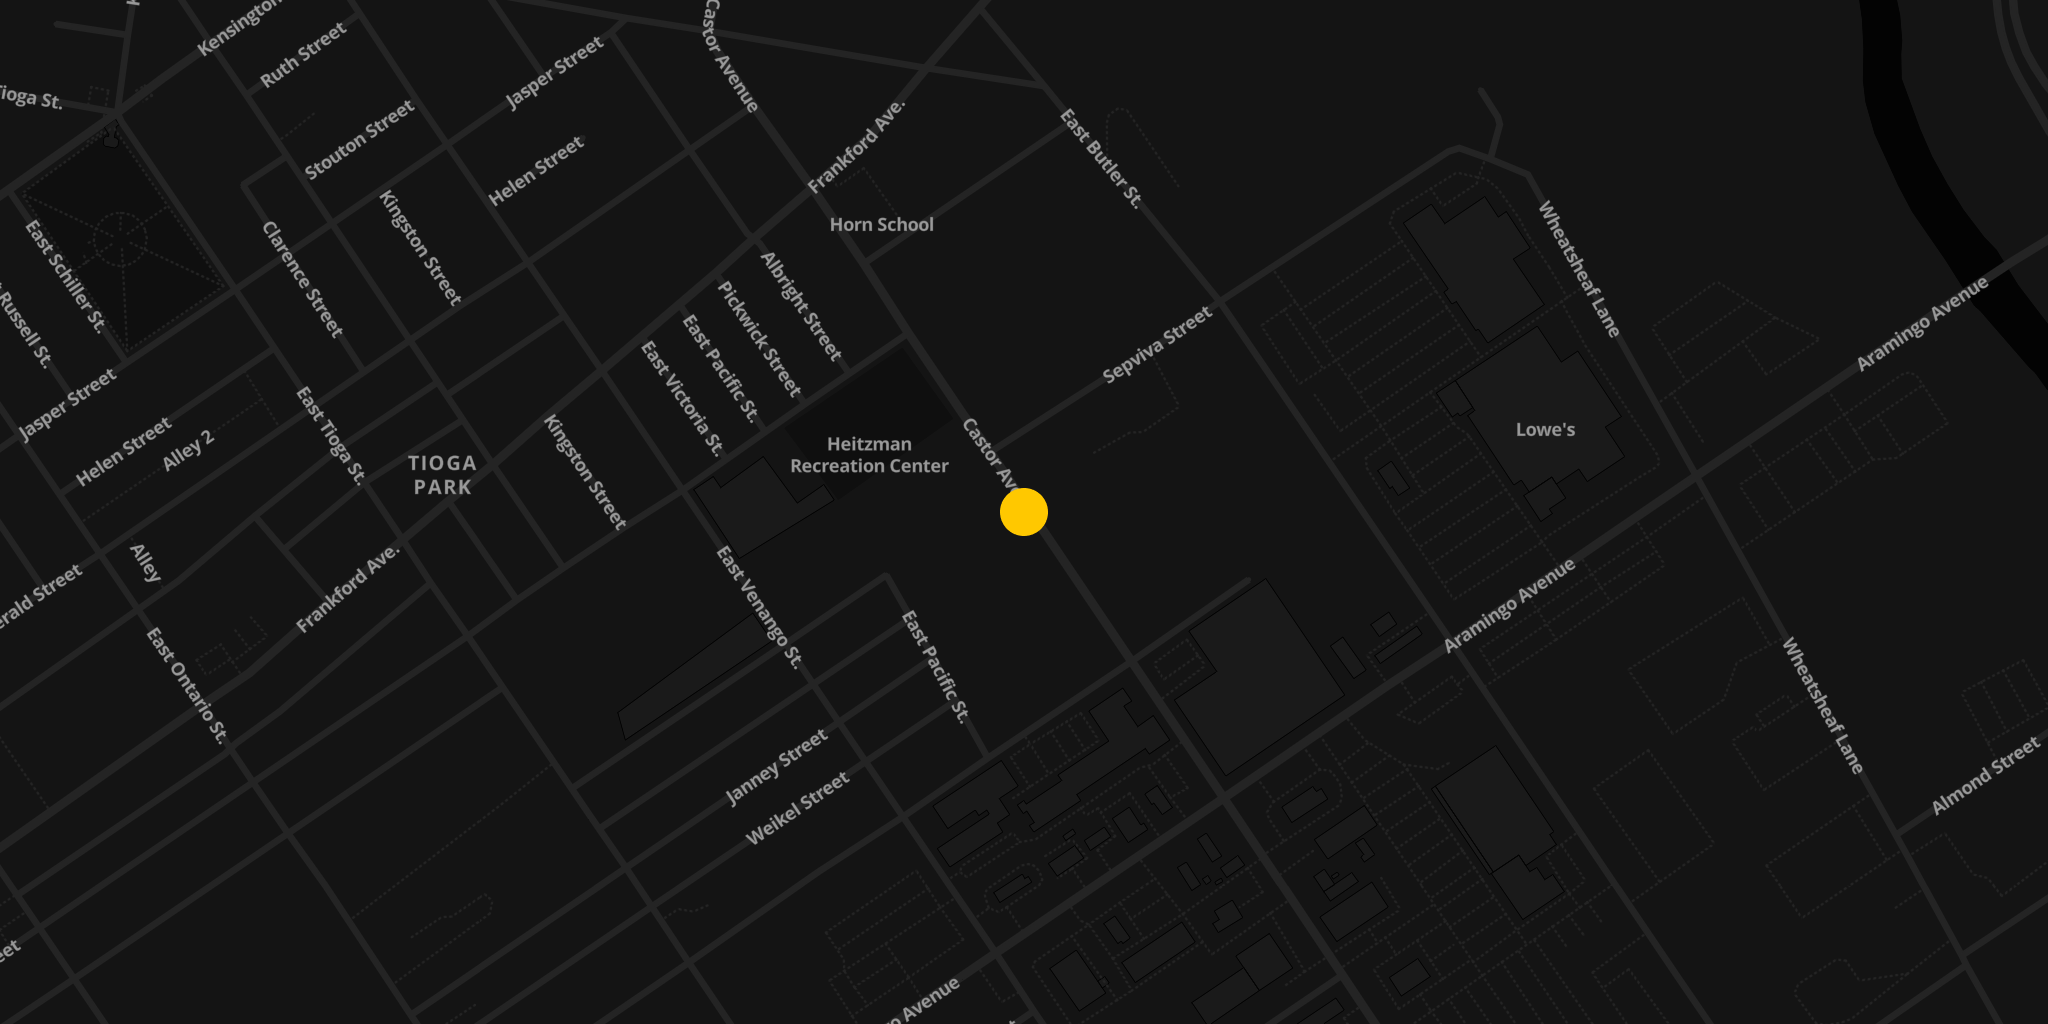 Kensington
Ruth Street
Castor Avenue
Jasper Street
Tioga St.
Stouton Street
Frankford Ave.
East Butler St.
Helen Street
Kingston Street
Horn School
Wheatsheaf Lane
East Schiller St.
Clarence Street
Albright Street
Russell St.
Pickwick Street
East Pacific St.
Sepviva Street
Aramingo Avenue
East Victoria St.
Jasper Street
Helen Street
Alley 2
East Tioga St.
TIOGA
PARK
Kingston Street
Heitzman
Recreation Center
Castor Ave
Lowe's
Alley
erald Street
Frankford Ave.
East Venango St.
Aramingo Avenue
East Ontario St.
East Pacific St.
Wheatsheaf Lane
Janney Street
Weikel Street
Almond Street
eet
o Avenue